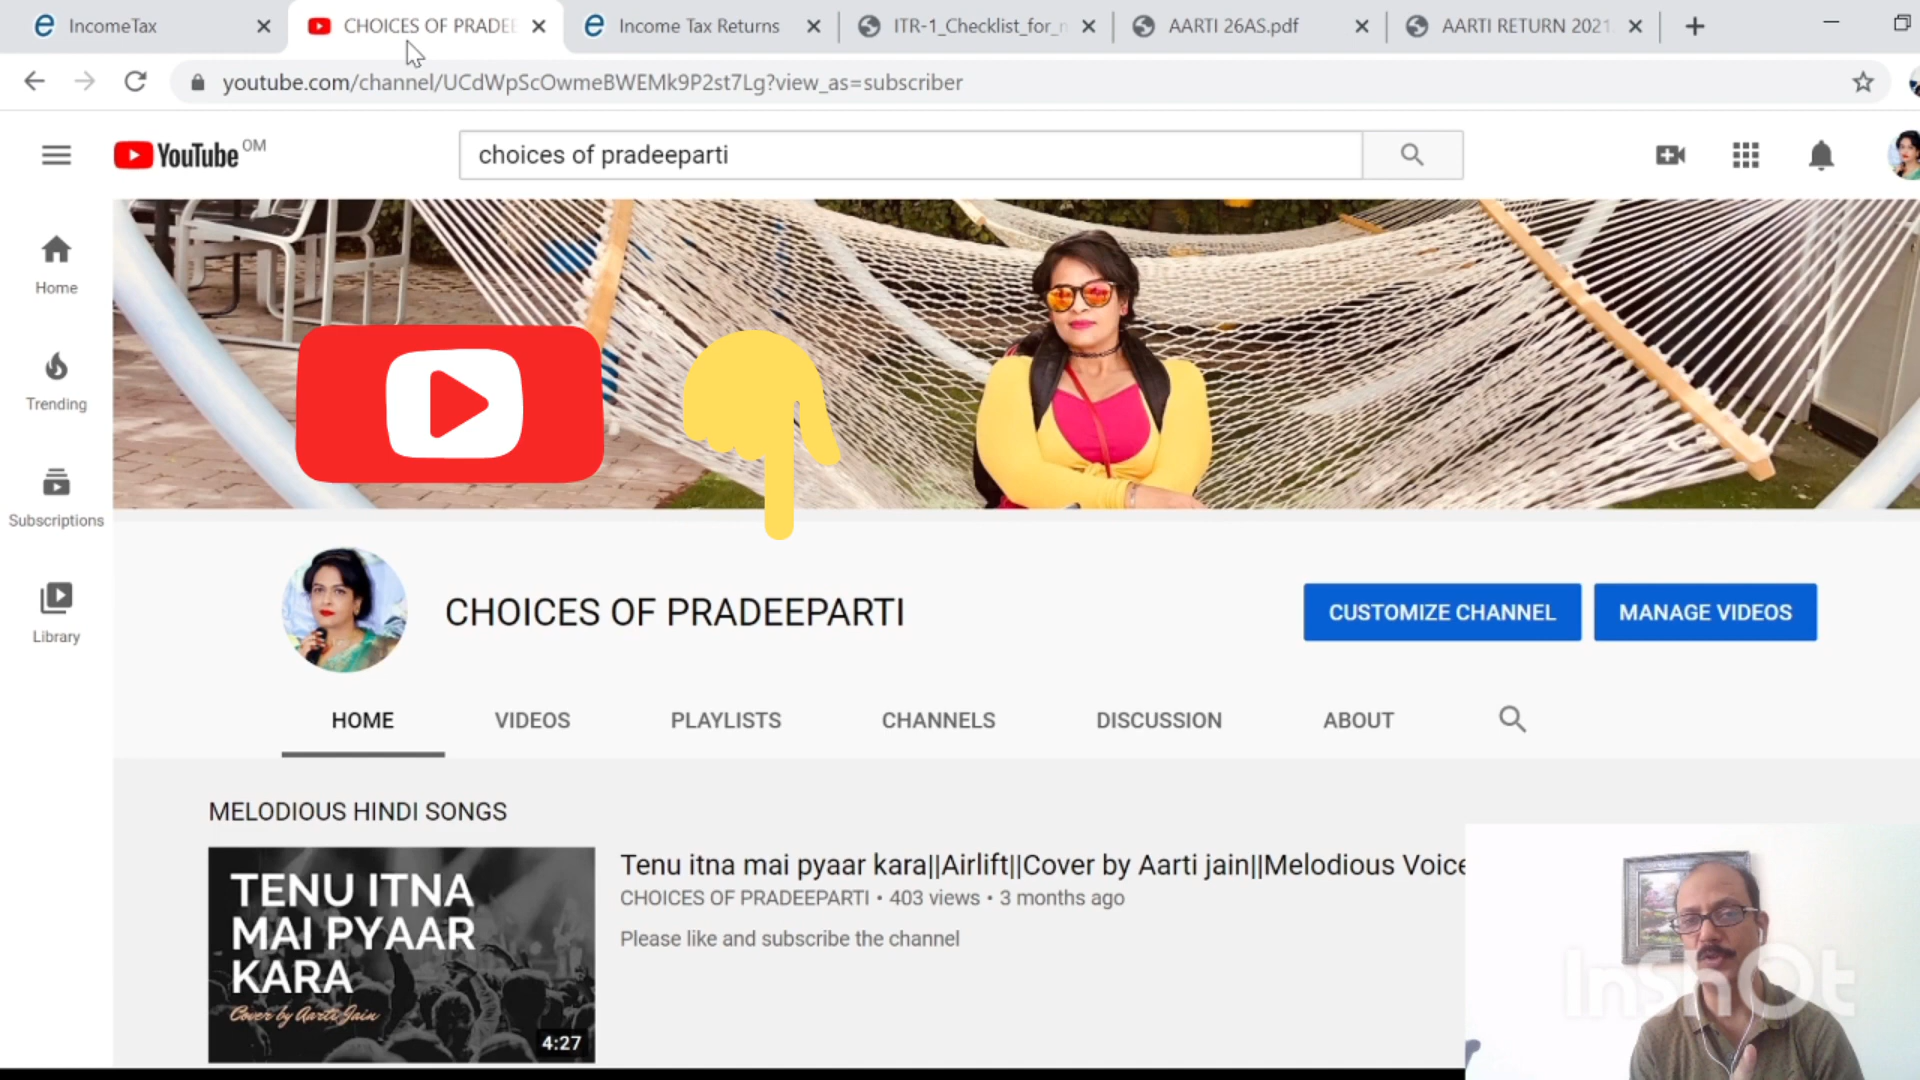 IncomeTax
CHOICES OF PRADEE
Income Tax Returns
ITR-1_Checklist_for_
AARTI 26AS.pdf
AARTI RETURN 2021
youtube.com/channel/UCdWpScOwmeBWEMk9P2st7Lg?view_as=subscriber
YouTube OM
choices of pradeeparti
Home
Trending
Subscriptions
Library
CHOICES OF PRADEEPARTI
CUSTOMIZE CHANNEL
MANAGE VIDEOS
HOME
VIDEOS
PLAYLISTS
CHANNELS
DISCUSSION
ABOUT
MELODIOUS HINDI SONGS
TENU ITNA
MAI PYAAR
KARA
Cover by Aarti Jain
4:27
Tenu itna mai pyaar kara||Airlift||Cover by Aarti jain||Melodious Voice
CHOICES OF PRADEEPARTI • 403 views • 3 months ago
Please like and subscribe the channel
InShOt